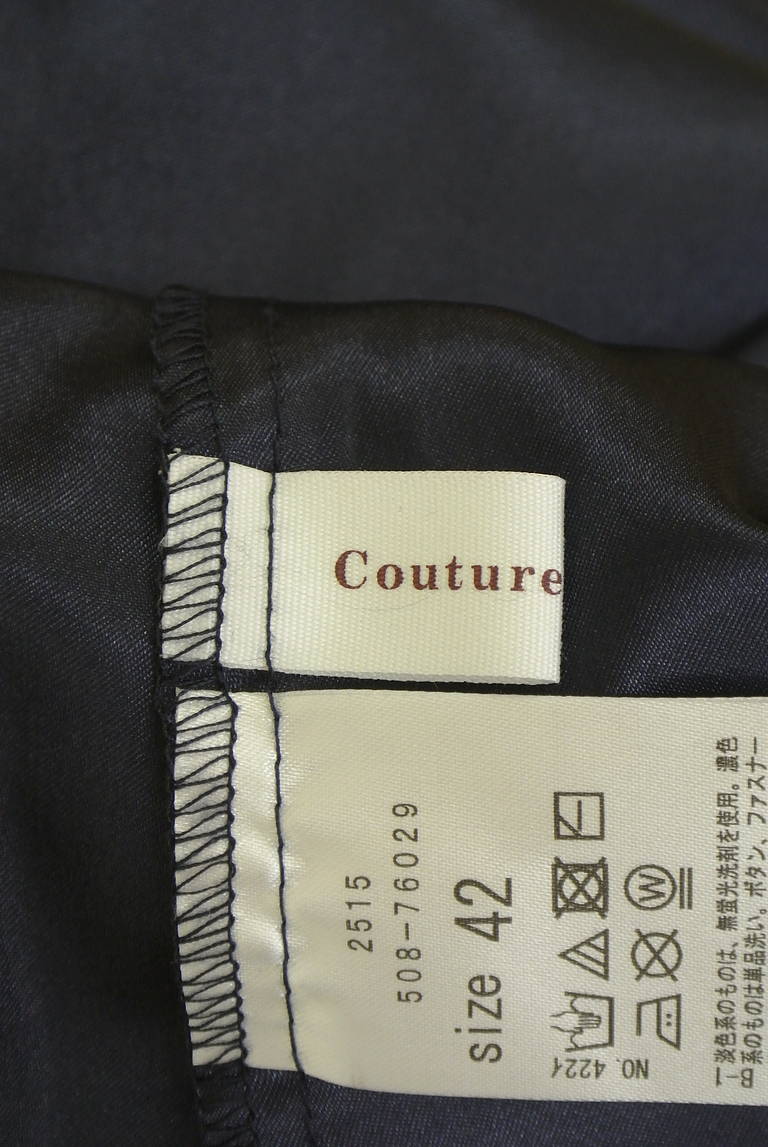 Couture
2515
508-76029
size 42
NO. 422
淡色系のものは、無蛍光洗剤を使用。濃色
系のものは単品洗い。ボタン、ファスナー